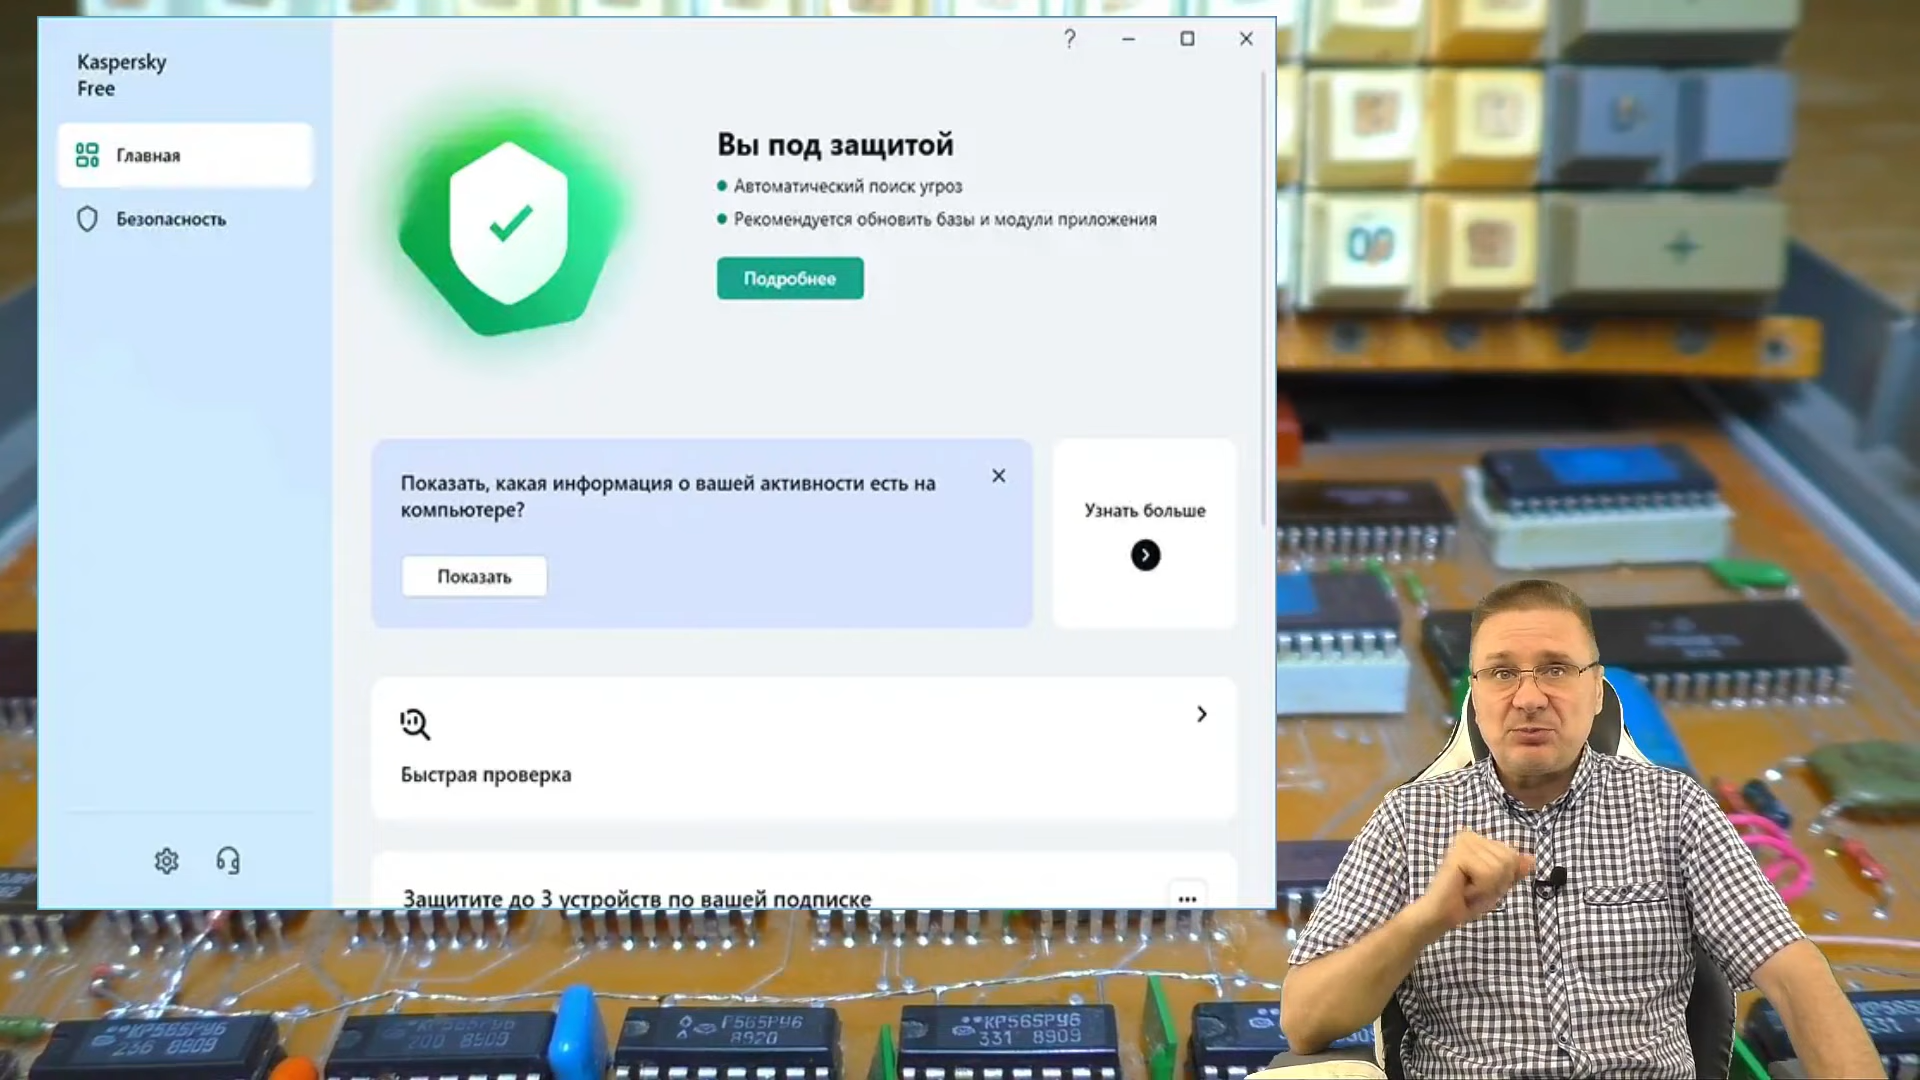 Kaspersky
Free
Главная
Безопасность
Вы под защитой
Автоматический поиск угроз
Рекомендуется обновить базы и модули приложения
Подробнее
Показать, какая информация о вашей активности есть на
компьютере?
Показать
Узнать больше
Быстрая проверка
Защитите до 3 устройств по вашей подписке
КР565РУ6
236 8909
КР565РУ6
200 8909
Р565РУ6
8920
КР565РУ6
331 8909